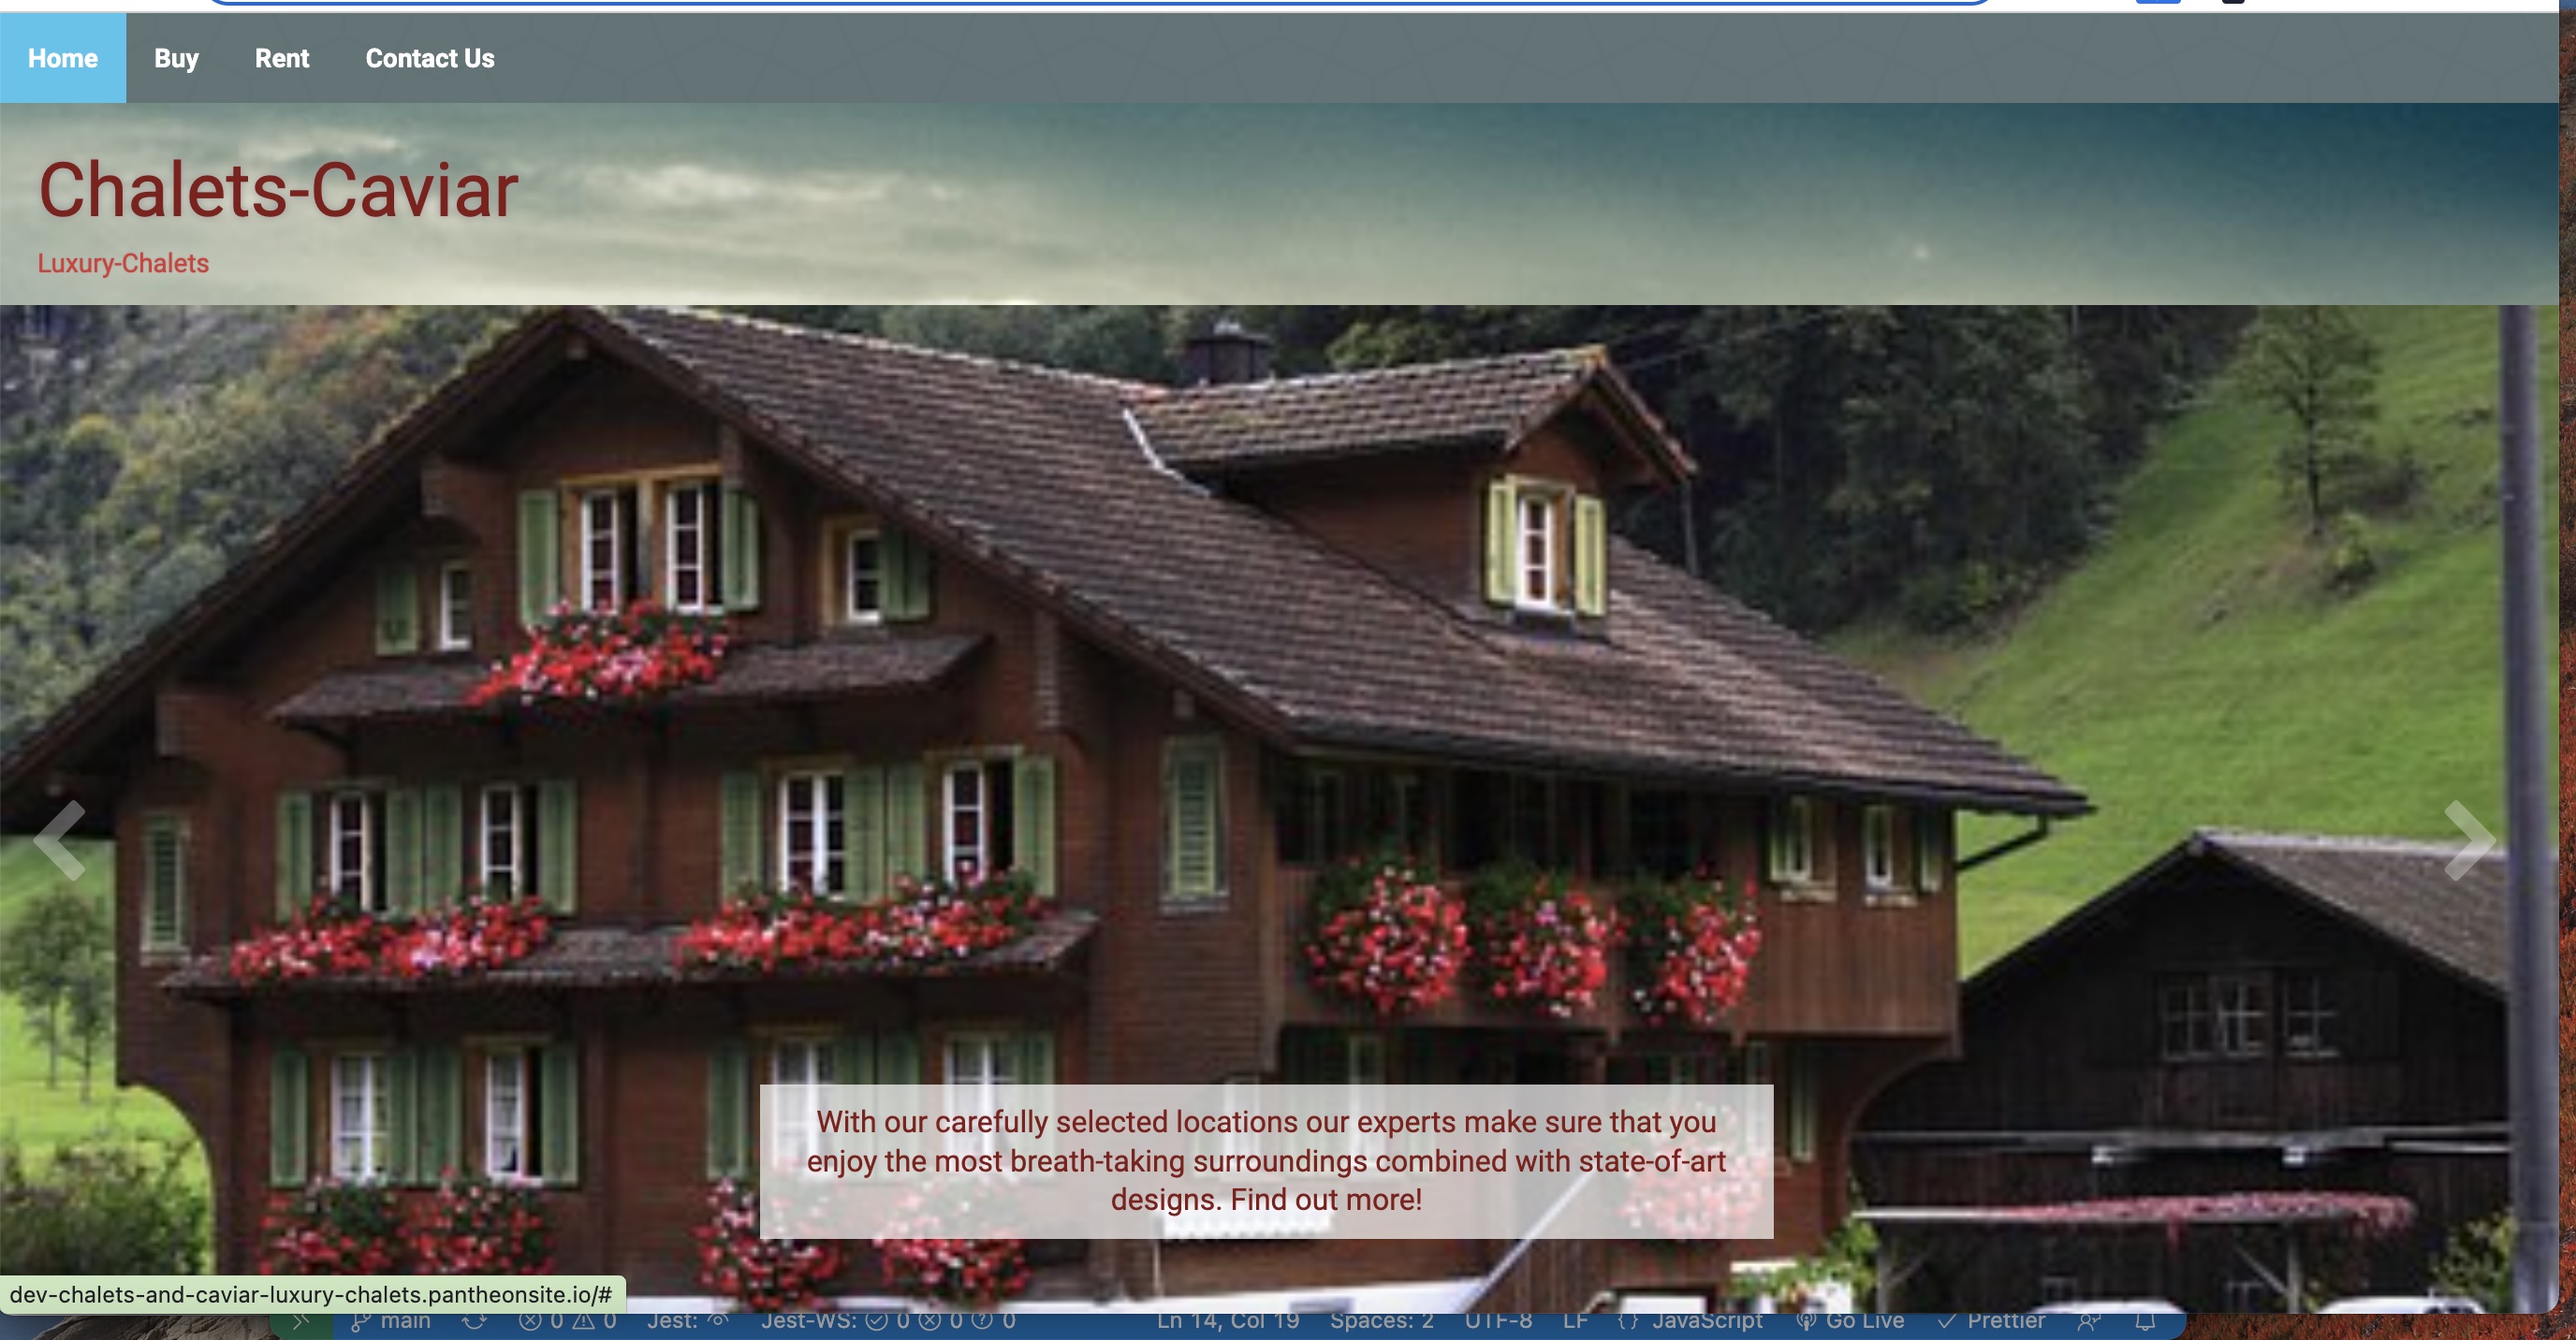 Home Buy Rent Contact Us
Chalets-Caviar
Luxury-Chalets
With our carefully selected locations our experts make sure that you
enjoy the most breath-taking surroundings combined with state-of-art
designs. Find out more!
dev-chalets-and-caviar-luxury-chalets.pantheonsite.io/#
main 0 0 Jest: Jest-WS: 0 0 0 Ln 14, Col 19 Spaces: 2 UTF-8 LF {} JavaScript Go Live Prettier